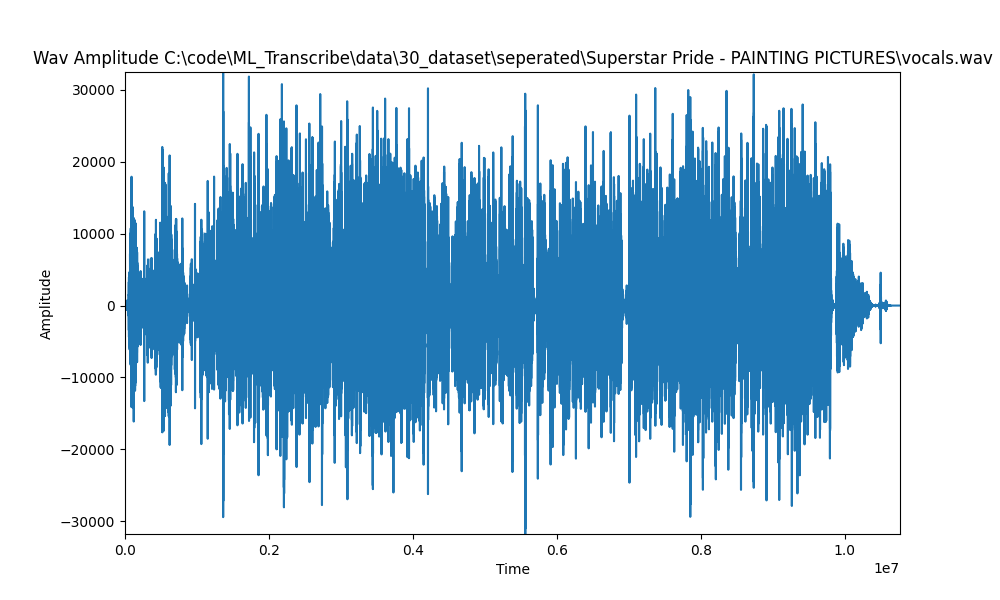 Wav Amplitude C:\code\ML_Transcribe\data\30_dataset\seperated\Superstar Pride - PAINTING PICTURES\vocals.wav
30000
20000
10000
0
−10000
−20000
−30000
Amplitude
0.0 0.2 0.4 0.6 0.8 1.0
1e7
Time